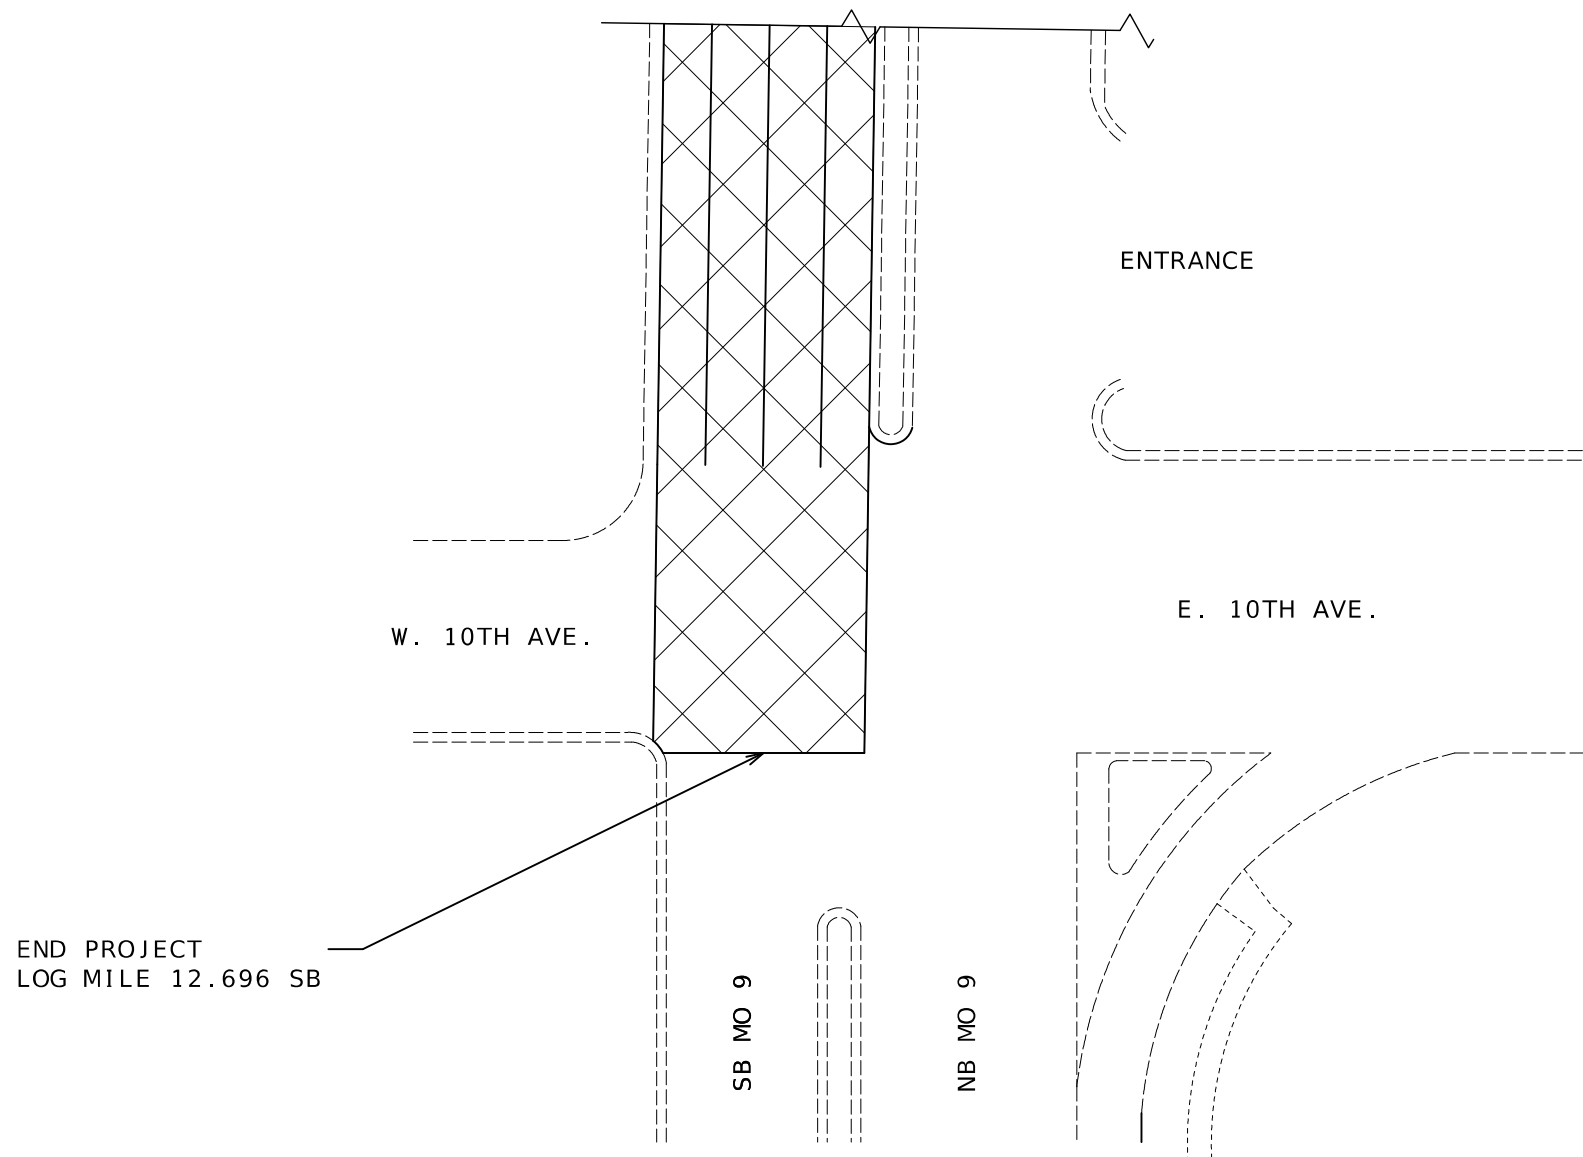 ENTRANCE
E. 10TH AVE.
W. 10TH AVE.
END PROJECT
LOG MILE 12.696 SB
SB MO 9
NB MO 9